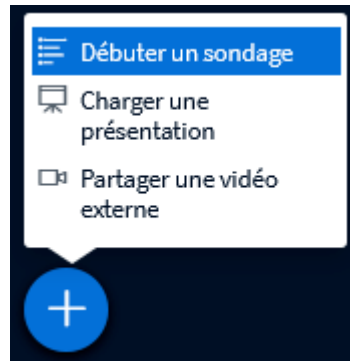 Débuter un sondage
Charger une
présentation
Partager une vidéo
externe